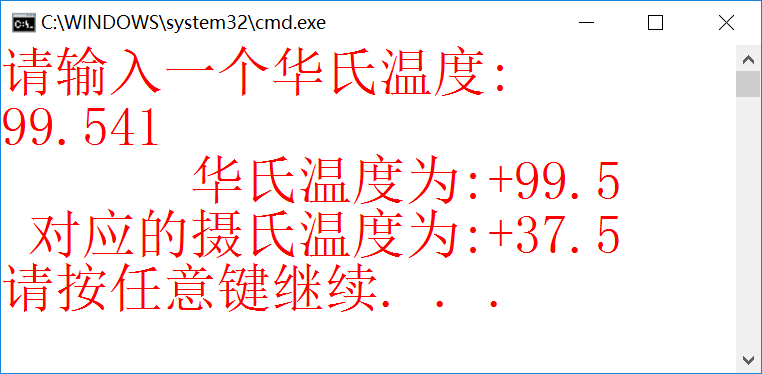 C:\WINDOWS\system32\cmd.exe
请输入一个华氏温度:
99.541
华氏温度为:+99.5
对应的摄氏温度为:+37.5
请按任意键继续. . .